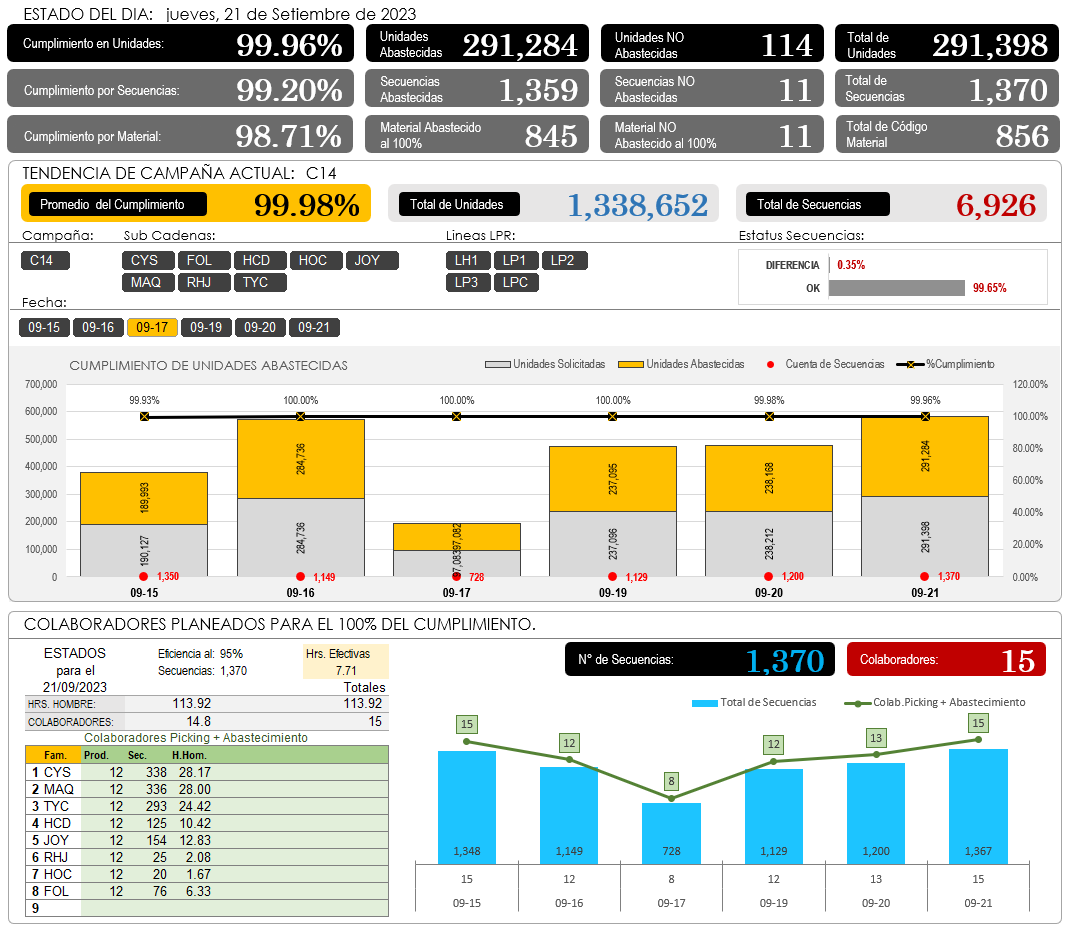 ESTADO DEL DIA: jueves, 21 de Setiembre de 2023
Cumplimiento en Unidades: 99.96%
Unidades Abastecidas 291,284
Unidades NO Abastecidas 114
Total de Unidades 291,398
Cumplimiento por Secuencias: 99.20%
Secuencias Abastecidas 1,359
Secuencias NO Abastecidas 11
Total de Secuencias 1,370
Cumplimiento por Material: 98.71%
Material Abastecido al 100% 845
Material NO Abastecido al 100% 11
Total de Código Material 856
TENDENCIA DE CAMPAÑA ACTUAL: C14
Promedio del Cumplimiento 99.98%
Total de Unidades 1,338,652
Total de Secuencias 6,926
Campaña:
C14
Sub Cadenas:
CYS FOL HCD HOC JOY
MAQ RHJ TYC
Lineas LPR:
LH1 LP1 LP2
LP3 LPC
Estatus Secuencias:
DIFERENCIA 0.35%
OK 99.65%
Fecha:
09-15 09-16 09-17 09-19 09-20 09-21
CUMPLIMIENTO DE UNIDADES ABASTECIDAS
Unidades Solicitadas Unidades Abastecidas Cuenta de Secuencias %Cumplimiento
700,000
600,000
500,000
400,000
300,000
200,000
100,000
0
120.00%
100.00%
80.00%
60.00%
40.00%
20.00%
0.00%
99.93% 100.00% 100.00% 100.00% 99.98% 99.96%
189,993 284,736 97,082 237,095 238,168 291,284
190,127 284,736 97,083 237,096 238,212 291,398
1,350 1,149 728 1,129 1,200 1,370
09-15 09-16 09-17 09-19 09-20 09-21
COLABORADORES PLANEADOS PARA EL 100% DEL CUMPLIMIENTO.
ESTADOS
para el
21/09/2023
Eficiencia al: 95%
Secuencias: 1,370
Hrs. Efectivas
7.71
Totales
HRS. HOMBRE: 113.92 113.92
COLABORADORES: 14.8 15
Colaboradores Picking + Abastecimiento
Fam. Prod. Sec. H.Hom.
1 CYS 12 338 28.17
2 MAQ 12 336 28.00
3 TYC 12 293 24.42
4 HCD 12 125 10.42
5 JOY 12 154 12.83
6 RHJ 12 25 2.08
7 HOC 12 20 1.67
8 FOL 12 76 6.33
9
N° de Secuencias: 1,370
Colaboradores: 15
Total de Secuencias Colab.Picking + Abastecimiento
15 12 8 12 13 15
1,348 1,149 728 1,129 1,200 1,367
15 12 8 12 13 15
09-15 09-16 09-17 09-19 09-20 09-21